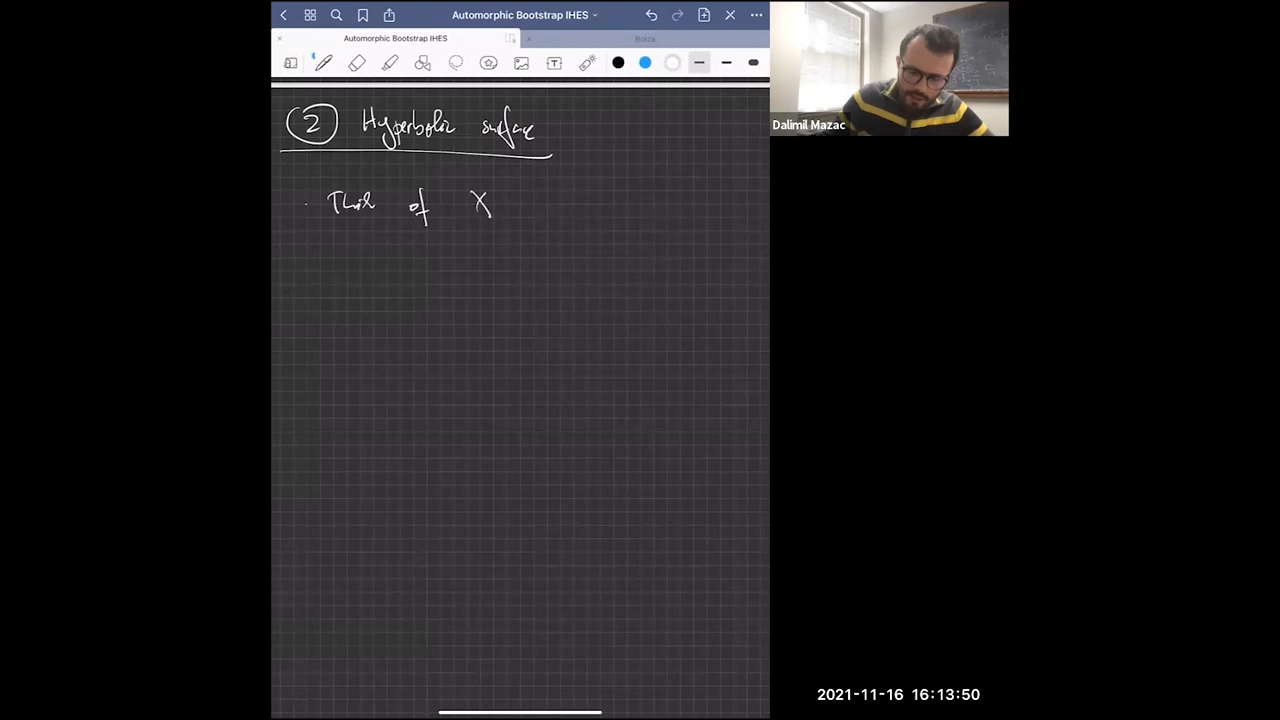 Automorphic Bootstrap IHES
Automorphic Bootstrap IHES
Bolza
T
Dalimil Mazac
2 Hyperbolic surface
of X
2021-11-16 16:13:50